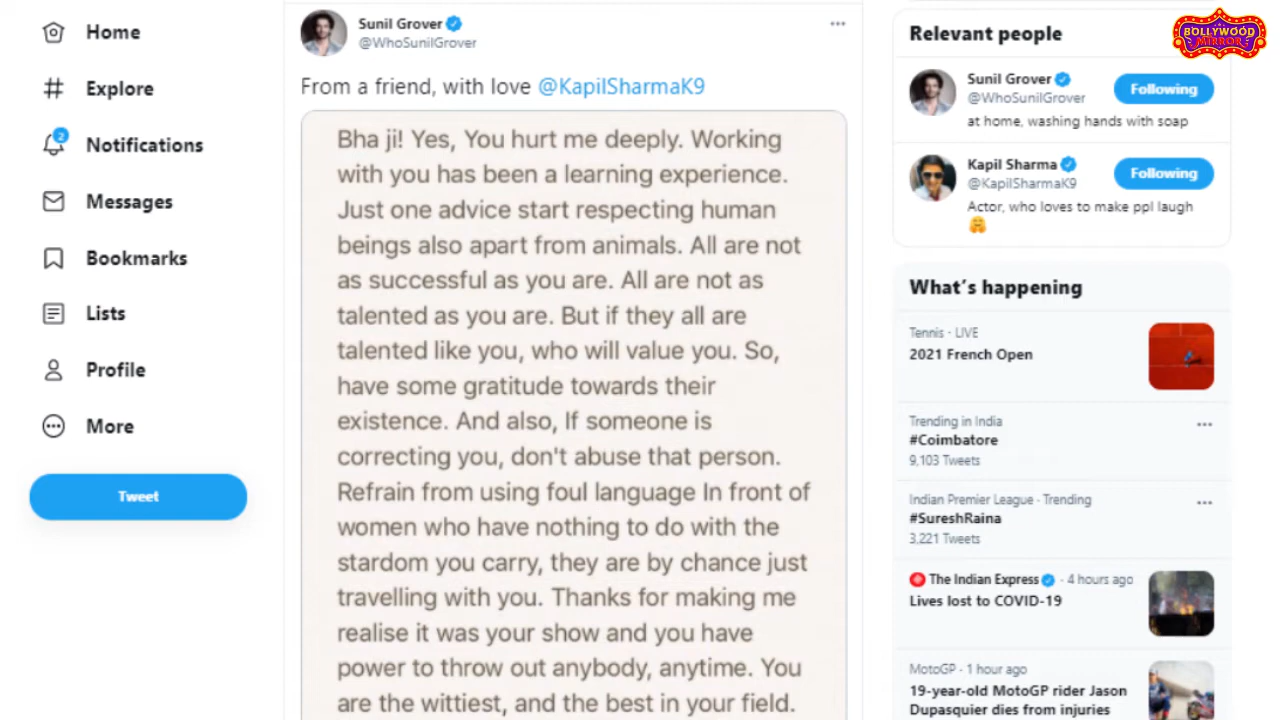 Home
Explore
2
Notifications
Messages
Bookmarks
Lists
Profile
More
Tweet
Sunil Grover
@WhoSunilGrover
From a friend, with love @KapilSharmaK9
Bha ji! Yes, You hurt me deeply. Working
with you has been a learning experience.
Just one advice start respecting human
beings also apart from animals. All are not
as successful as you are. All are not as
talented as you are. But if they all are
talented like you, who will value you. So,
have some gratitude towards their
existence. And also, If someone is
correcting you, don't abuse that person.
Refrain from using foul language In front of
women who have nothing to do with the
stardom you carry, they are by chance just
travelling with you. Thanks for making me
realise it was your show and you have
power to throw out anybody, anytime. You
are the wittiest, and the best in your field.
BOLLYWOOD
MIRROR
Relevant people
Sunil Grover
@WhoSunilGrover
Following
at home, washing hands with soap
Kapil Sharma
@KapilSharmaK9
Following
Actor, who loves to make ppl laugh
🤗
What's happening
Tennis · LIVE
2021 French Open
Trending in India
#Coimbatore
9,103 Tweets
Indian Premier League · Trending
#SureshRaina
3,221 Tweets
The Indian Express · 4 hours ago
Lives lost to COVID-19
MotoGP · 1 hour ago
19-year-old MotoGP rider Jason
Dupasquier dies from injuries